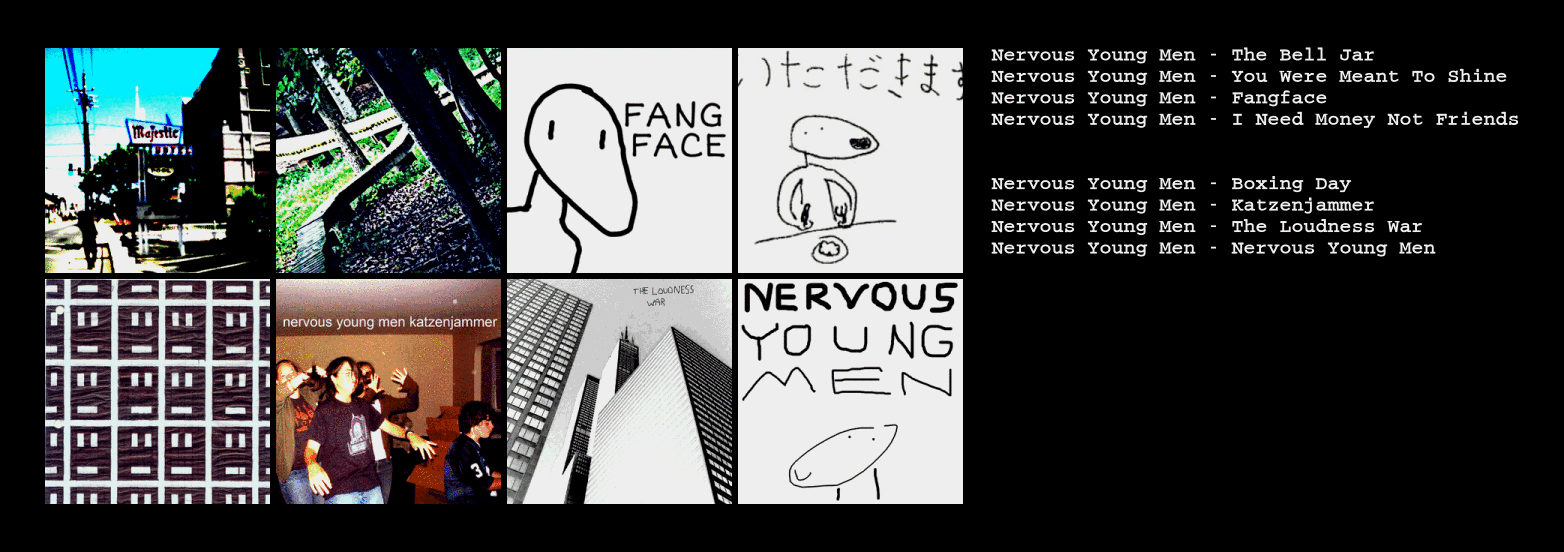 Majestic
FANG
FACE
いただきます
nervous young men katzenjammer
THE LOUDNESS
WAR
NERVOUS
YOUNG
MEN
Nervous Young Men - The Bell Jar
Nervous Young Men - You Were Meant To Shine
Nervous Young Men - Fangface
Nervous Young Men - I Need Money Not Friends
Nervous Young Men - Boxing Day
Nervous Young Men - Katzenjammer
Nervous Young Men - The Loudness War
Nervous Young Men - Nervous Young Men